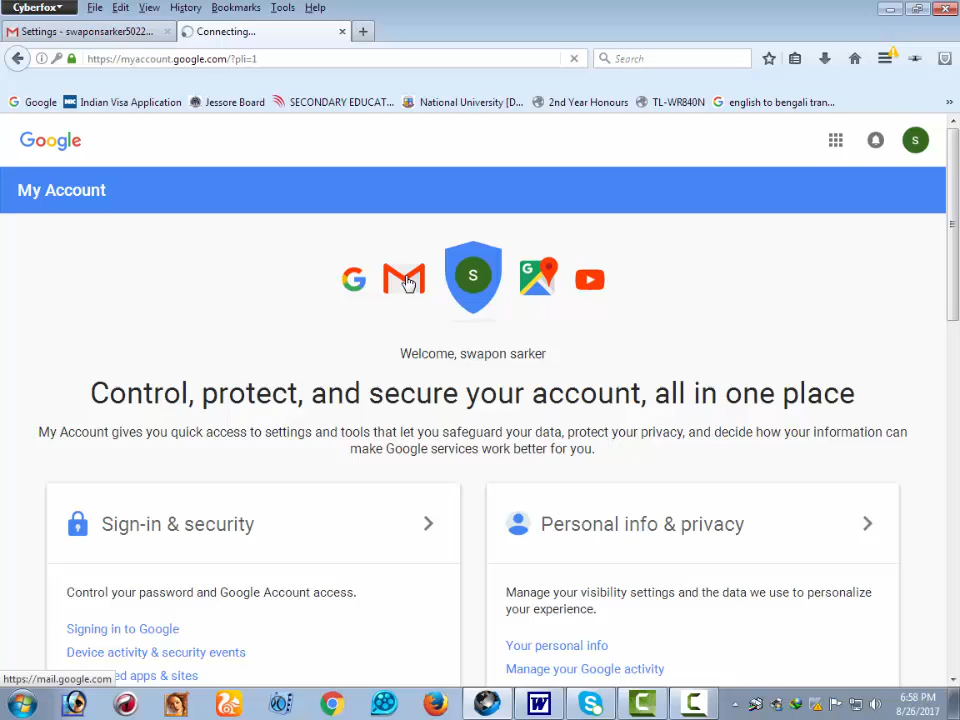 Cyberfox
File Edit View History Bookmarks Tools Help
Settings - swaponsarker5022...
Connecting...
https://myaccount.google.com/?pli=1
Search
Google Indian Visa Application Jessore Board SECONDARY EDUCAT... National University [D... 2nd Year Honours TL-WR840N english to bengali tran...
Google
S
My Account
S
Welcome, swapon sarker
Control, protect, and secure your account, all in one place
My Account gives you quick access to settings and tools that let you safeguard your data, protect your privacy, and decide how your information can
make Google services work better for you.
Sign-in & security
Control your password and Google Account access.
Signing in to Google
Device activity & security events
ed apps & sites
Personal info & privacy
Manage your visibility settings and the data we use to personalize
your experience.
Your personal info
Manage your Google activity
https://mail.google.com
6:58 PM
8/26/2017